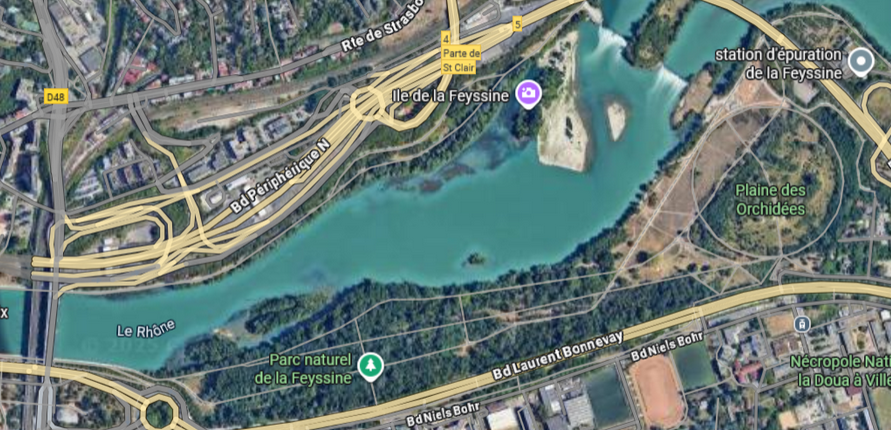 Rte de Strasbo
5
4
Parte de
St Clair
station d'épuration
de la Feyssine
D48
Ile de la Feyssine
Bd Périphérique N
Plaine des
Orchidées
x
Le Rhône
Parc naturel
de la Feyssine
Bd Laurent Bonnevay
Bd Niels Bohr
Bd Niels Bohr
Nécropole Nati
la Doua à Ville